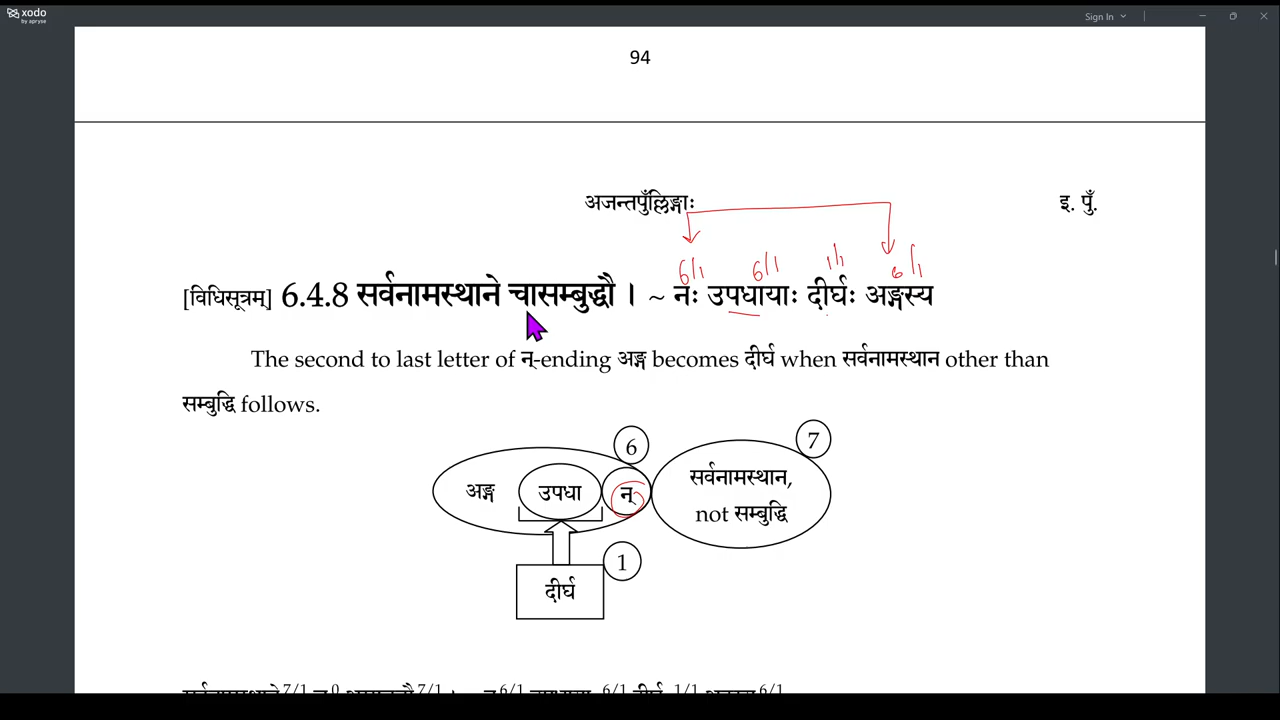 xodo
by apryse
Sign In
94
अजन्तपुँल्लिङ्गाः इ. पुँ.
6/1 6/1 1/1 6/1
[विधिसूत्रम्] 6.4.8 सर्वनामस्थाने चासम्बुद्धौ । ~ नः उपधायाः दीर्घः अङ्गस्य
The second to last letter of न्-ending अङ्ग becomes दीर्घ when सर्वनामस्थान other than
सम्बुद्धि follows.
6 7
अङ्ग उपधा न् सर्वनामस्थान,
not सम्बुद्धि
1
दीर्घ